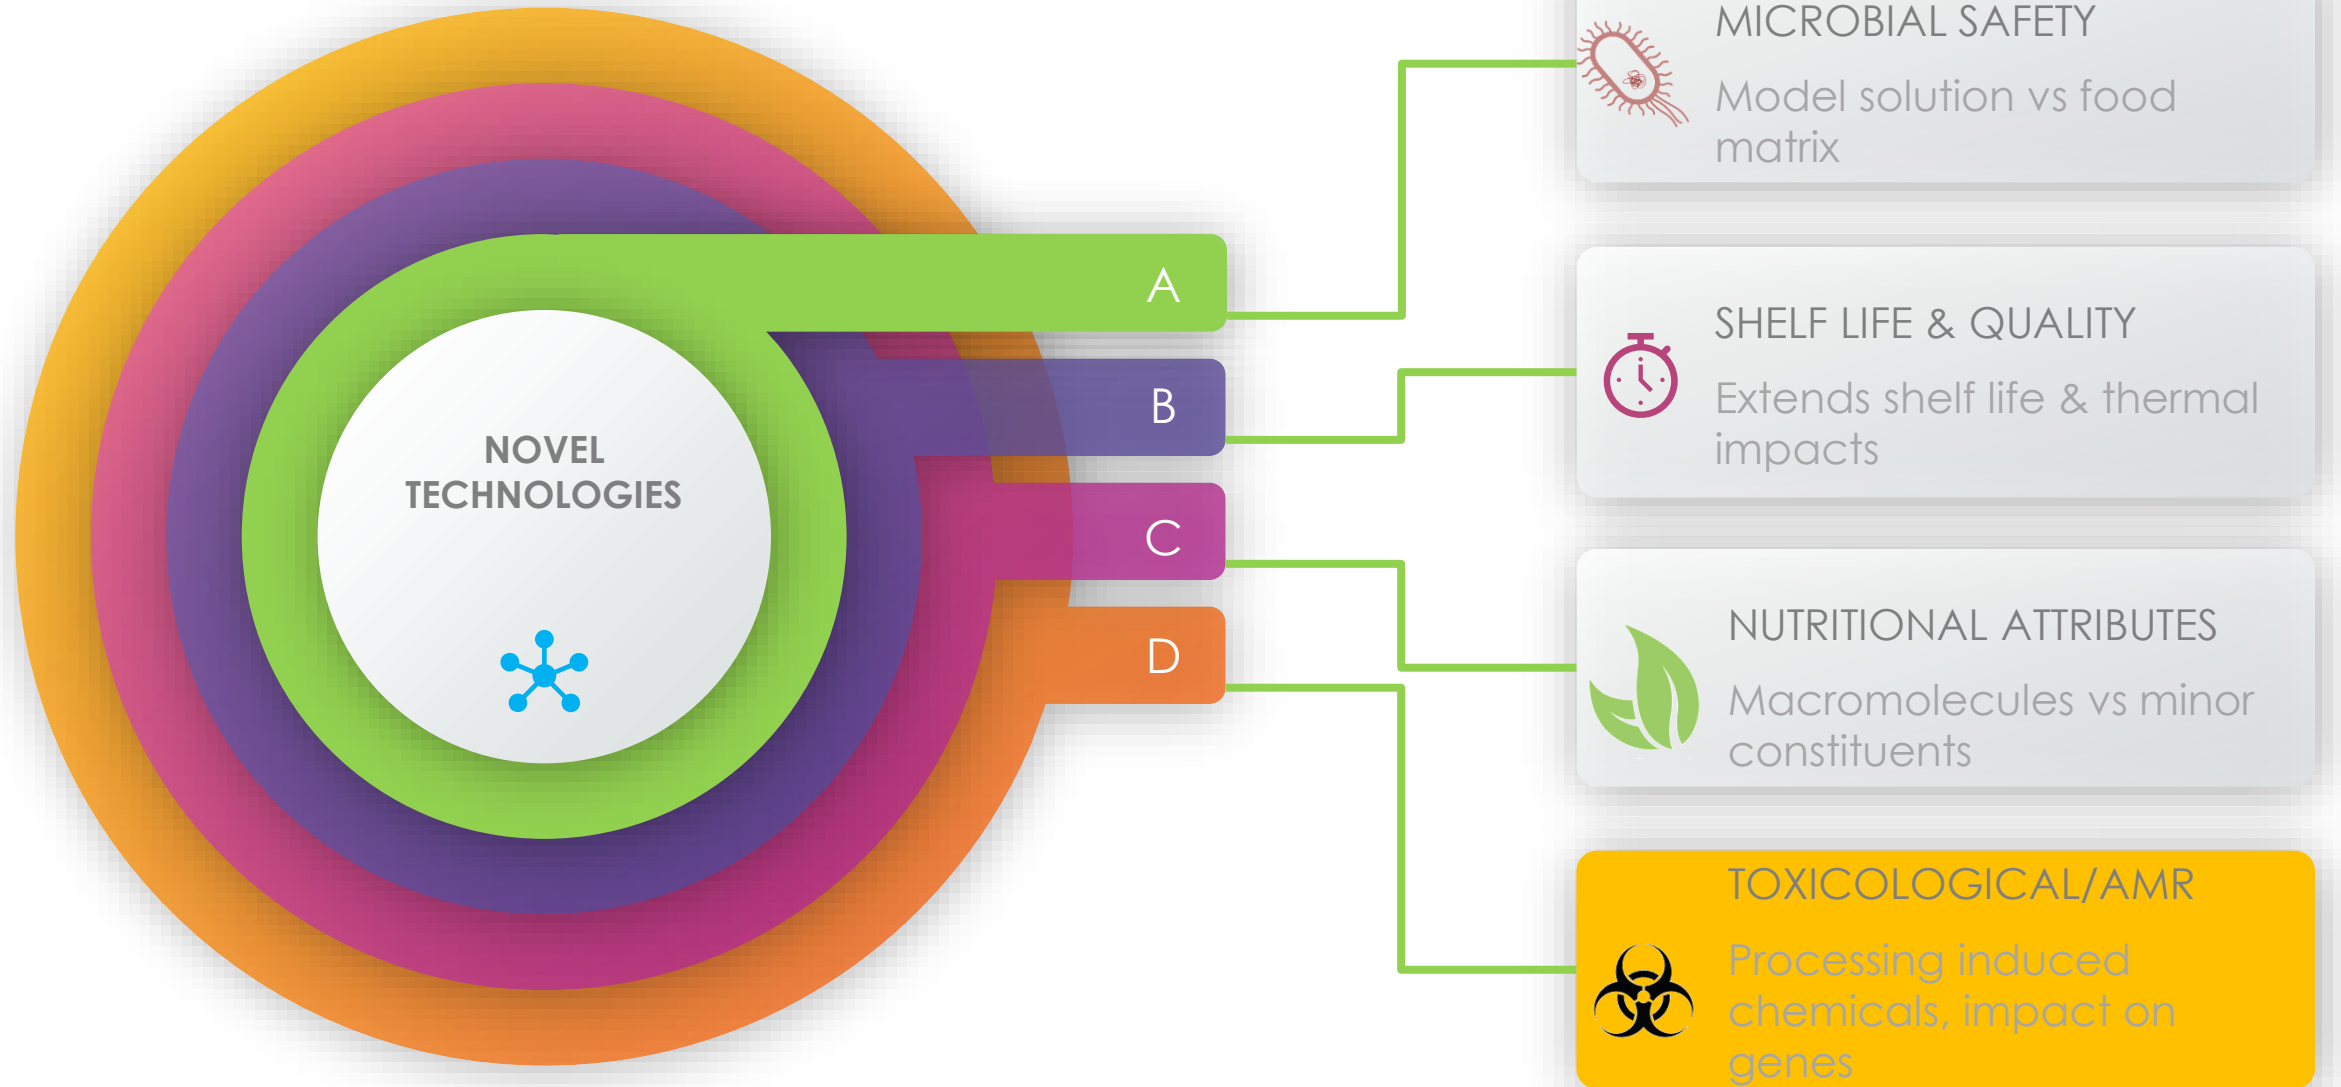 NOVEL
TECHNOLOGIES
A
B
C
D
MICROBIAL SAFETY
Model solution vs food
matrix
SHELF LIFE & QUALITY
Extends shelf life & thermal
impacts
NUTRITIONAL ATTRIBUTES
Macromolecules vs minor
constituents
TOXICOLOGICAL/AMR
Processing induced
chemicals, impact on
genes